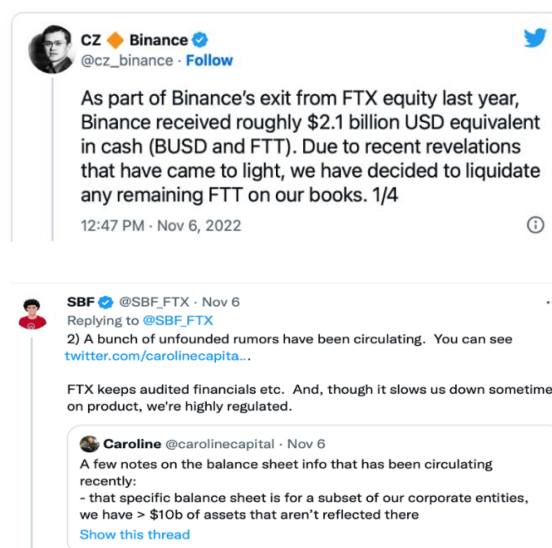 CZ 🔶 Binance
@cz_binance · Follow
As part of Binance's exit from FTX equity last year,
Binance received roughly $2.1 billion USD equivalent
in cash (BUSD and FTT). Due to recent revelations
that have came to light, we have decided to liquidate
any remaining FTT on our books. 1/4
12:47 PM · Nov 6, 2022
SBF @SBF_FTX · Nov 6
Replying to @SBF_FTX
2) A bunch of unfounded rumors have been circulating. You can see
twitter.com/carolinecapita...
FTX keeps audited financials etc. And, though it slows us down sometime
on product, we're highly regulated.
Caroline @carolinecapital · Nov 6
A few notes on the balance sheet info that has been circulating
recently:
- that specific balance sheet is for a subset of our corporate entities,
we have > $10b of assets that aren't reflected there
Show this thread